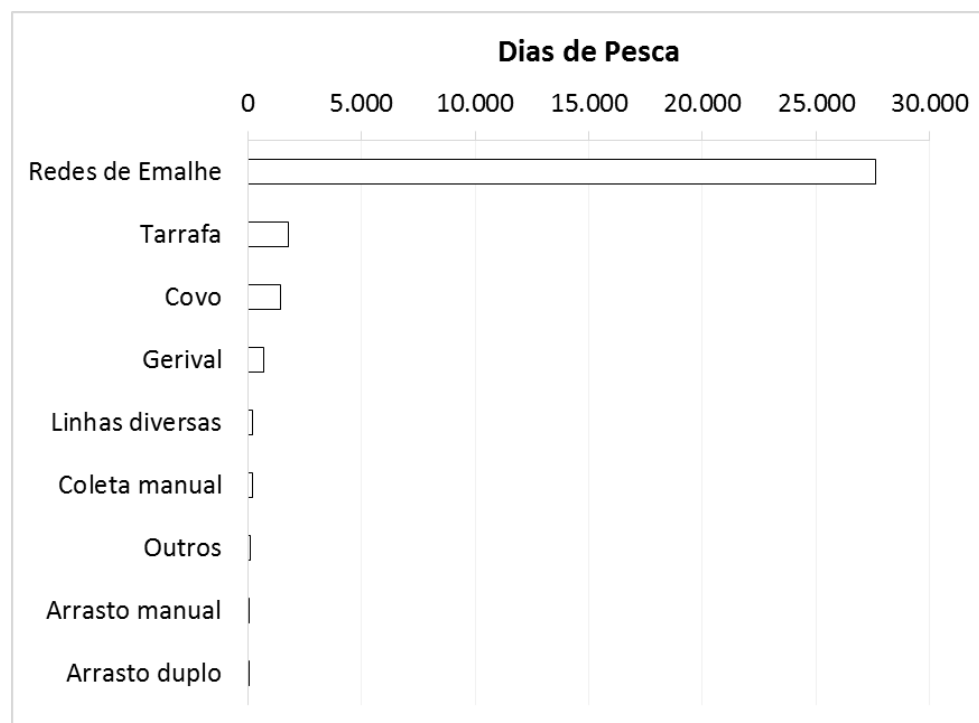 Dias de Pesca
0 5.000 10.000 15.000 20.000 25.000 30.000
Redes de Emalhe
Tarrafa
Covo
Gerival
Linhas diversas
Coleta manual
Outros
Arrasto manual
Arrasto duplo